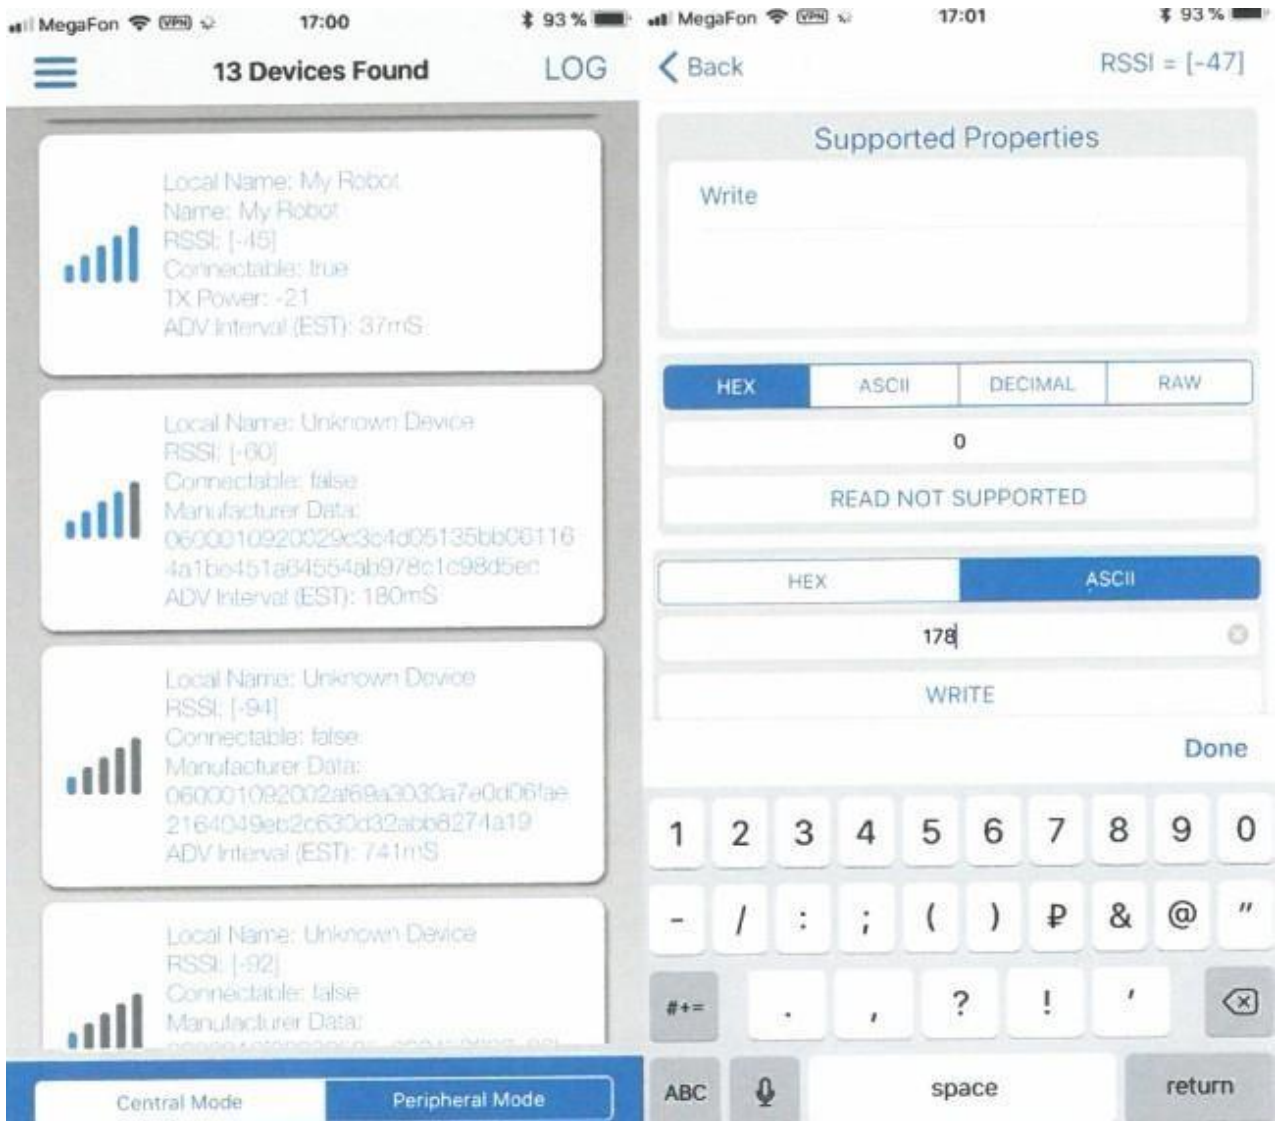 MegaFon VPN 17:00 93 %
13 Devices Found LOG
Local Name: My Robot
Name: My Robot
RSSI: [-45]
Connectable: true
TX Power: -21
ADV Interval (EST): 37mS
Local Name: Unknown Device
RSSI: [-60]
Connectable: false
Manufacturer Data:
ADV Interval (EST): 180mS
Local Name: Unknown Device
RSSI: [-94]
Connectable: false
Manufacturer Data:
ADV Interval (EST): 741mS
Local Name: Unknown Device
RSSI: [-92]
Connectable: false
Manufacturer Data:
Central Mode Peripheral Mode
MegaFon VPN 17:01 93 %
Back RSSI = [-47]
Supported Properties
Write
HEX ASCII DECIMAL RAW
0
READ NOT SUPPORTED
HEX ASCII
178
WRITE
Done
1 2 3 4 5 6 7 8 9 0
- / : ; ( ) ₽ & @ "
#+= . , ? ! '
ABC space return